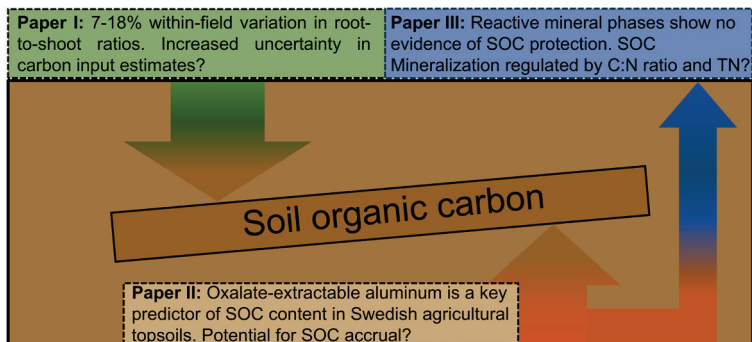 Paper I: 7-18% within-field variation in root-
to-shoot ratios. Increased uncertainty in
carbon input estimates?
Paper III: Reactive mineral phases show no
evidence of SOC protection. SOC
Mineralization regulated by C:N ratio and TN?
Soil organic carbon
Paper II: Oxalate-extractable aluminum is a key
predictor of SOC content in Swedish agricultural
topsoils. Potential for SOC accrual?